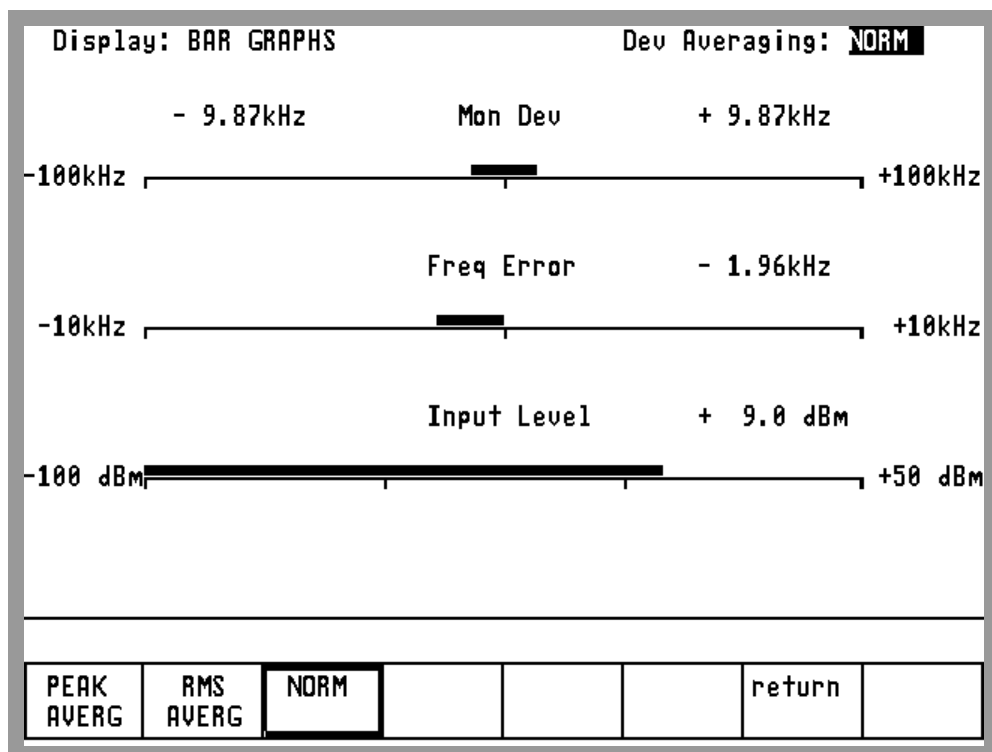 Display: BAR GRAPHS Dev Averaging: NORM
- 9.87kHz Mon Dev + 9.87kHz
-100kHz +100kHz
Freq Error - 1.96kHz
-10kHz +10kHz
Input Level + 9.0 dBm
-100 dBm +50 dBm
PEAK RMS NORM return
AVERG AVERG